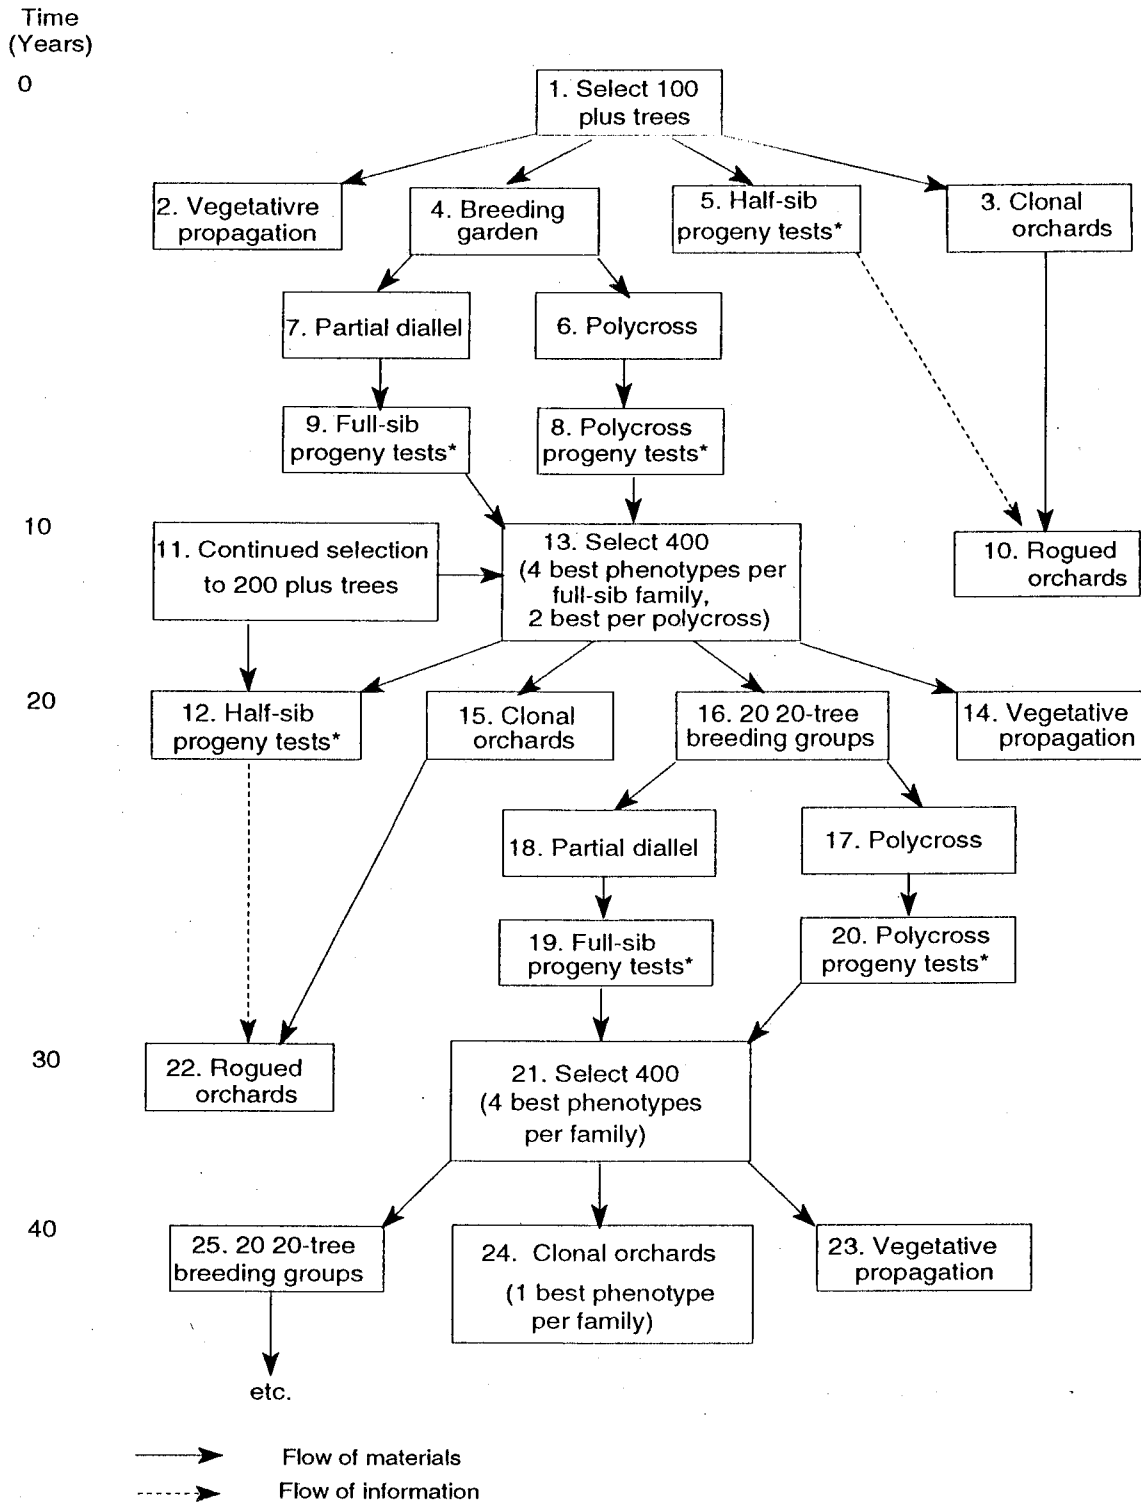 Time
(Years)
0
1. Select 100
plus trees
2. Vegetativre
propagation
4. Breeding
garden
5. Half-sib
progeny tests*
3. Clonal
orchards
7. Partial diallel
6. Polycross
9. Full-sib
progeny tests*
8. Polycross
progeny tests*
10
11. Continued selection
to 200 plus trees
13. Select 400
(4 best phenotypes per
full-sib family,
2 best per polycross)
10. Rogued
orchards
20
12. Half-sib
progeny tests*
15. Clonal
orchards
16. 20 20-tree
breeding groups
14. Vegetative
propagation
18. Partial diallel
17. Polycross
19. Full-sib
progeny tests*
20. Polycross
progeny tests*
30
22. Rogued
orchards
21. Select 400
(4 best phenotypes
per family)
40
25. 20 20-tree
breeding groups
24. Clonal orchards
(1 best phenotype
per family)
23. Vegetative
propagation
etc.
Flow of materials
Flow of information